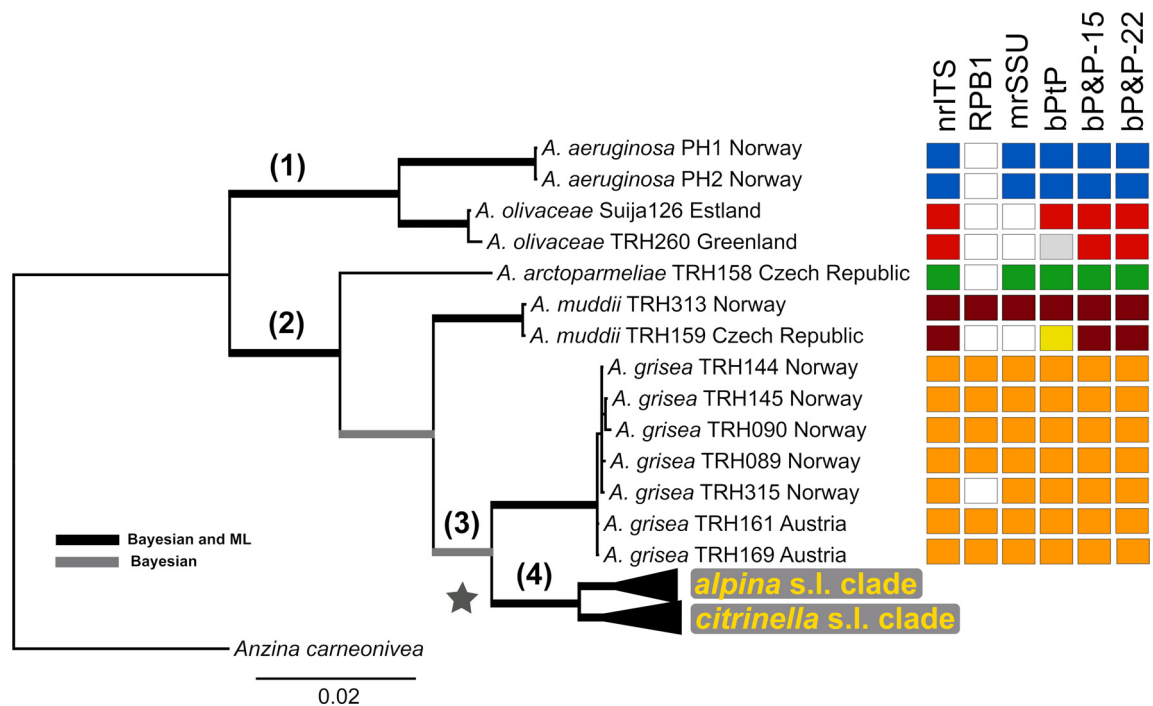 nrITS
RPB1
mrSSU
bPtP
bP&P-15
bP&P-22
A. aeruginosa PH1 Norway
(1)
A. aeruginosa PH2 Norway
A. olivaceae Suija126 Estland
A. olivaceae TRH260 Greenland
A. arctoparmeliae TRH158 Czech Republic
A. muddii TRH313 Norway
(2)
A. muddii TRH159 Czech Republic
A. grisea TRH144 Norway
A. grisea TRH145 Norway
A. grisea TRH090 Norway
A. grisea TRH089 Norway
A. grisea TRH315 Norway
(3)
A. grisea TRH161 Austria
Bayesian and ML
A. grisea TRH169 Austria
Bayesian
(4)
alpina s.l. clade
citrinella s.l. clade
Anzina carneonivea
0.02